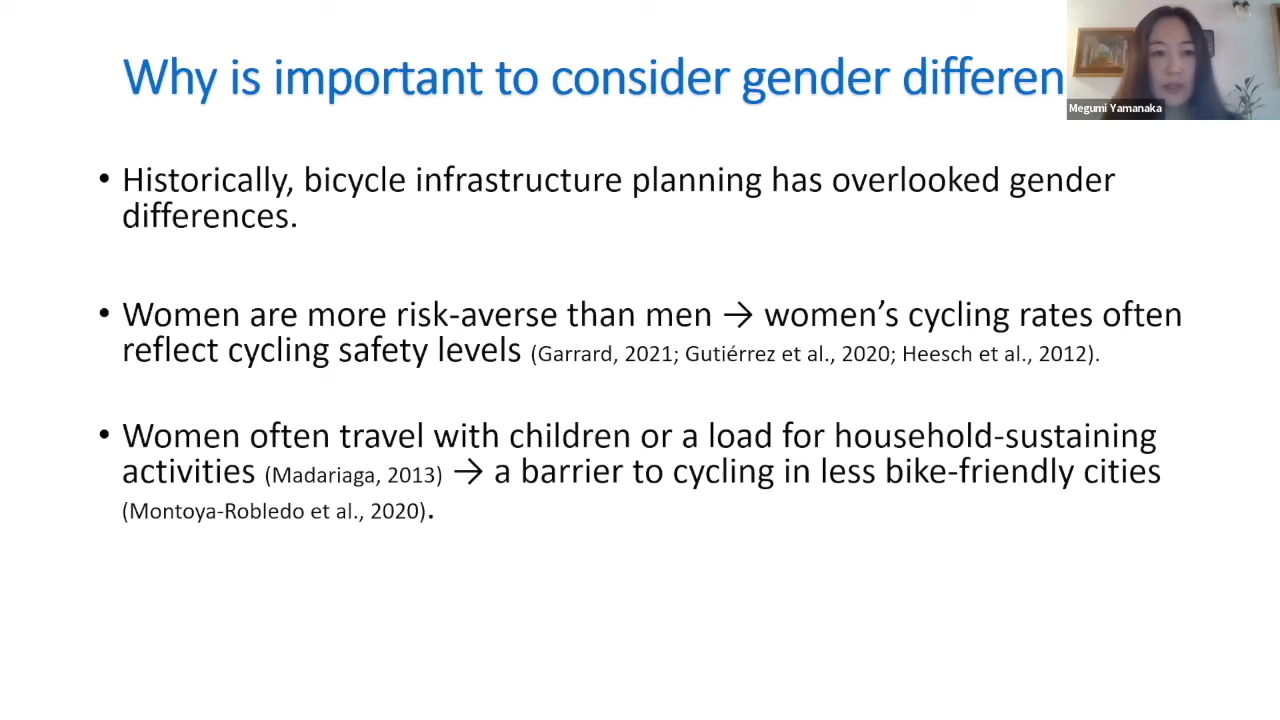 Why is important to consider gender differen
Megumi Yamanaka
• Historically, bicycle infrastructure planning has overlooked gender
differences.
• Women are more risk-averse than men → women’s cycling rates often
reflect cycling safety levels (Garrard, 2021; Gutiérrez et al., 2020; Heesch et al., 2012).
• Women often travel with children or a load for household-sustaining
activities (Madariaga, 2013) → a barrier to cycling in less bike-friendly cities
(Montoya-Robledo et al., 2020).